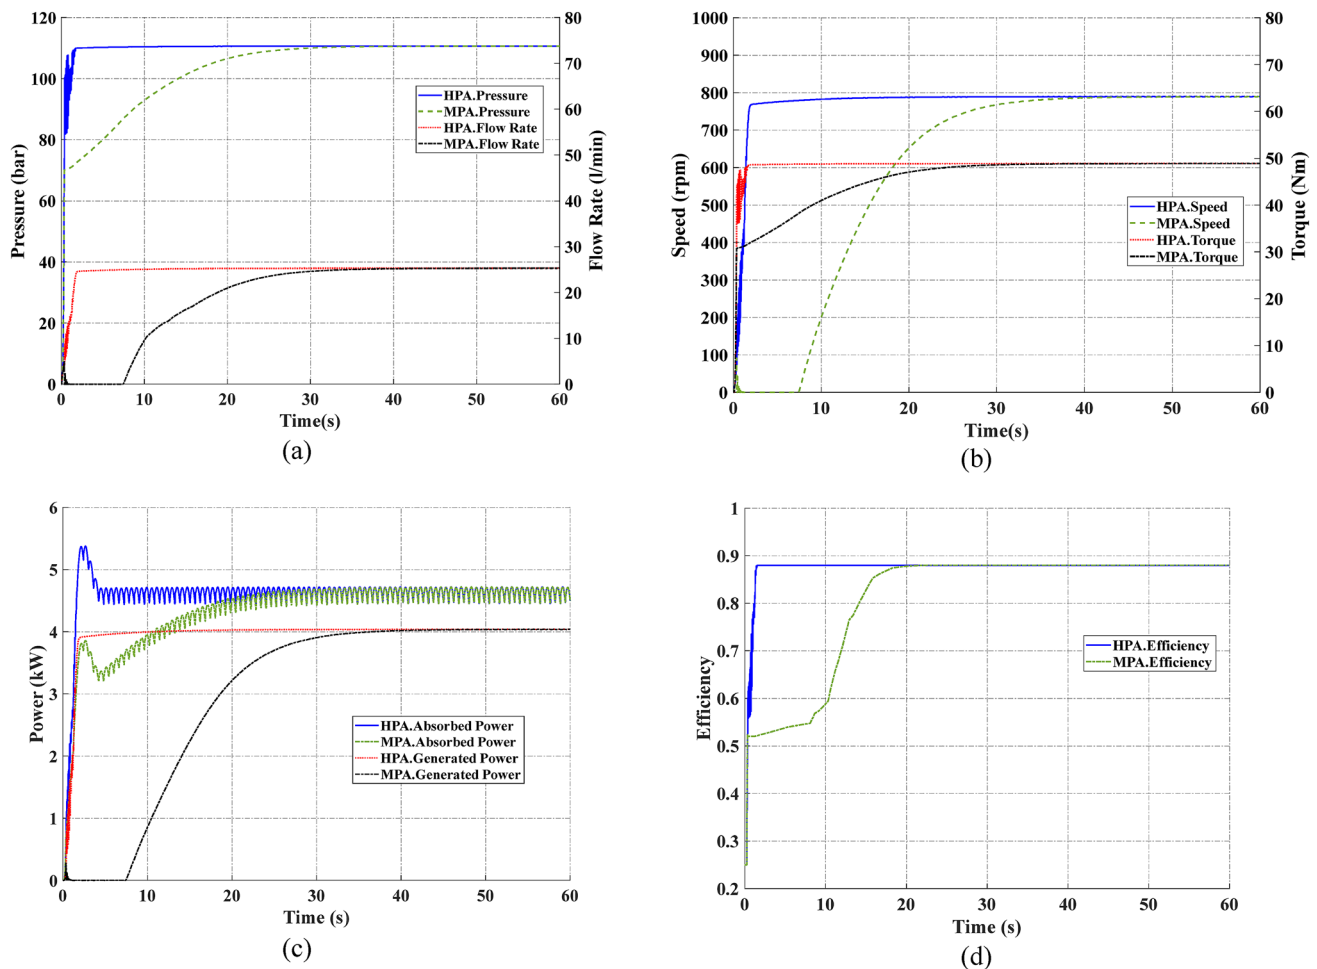 120
100
80
60
40
20
0
Pressure (bar)
80
70
60
50
40
30
20
10
0
Flow Rate (l/min)
HPA.Pressure
MPA.Pressure
HPA.Flow Rate
MPA.Flow Rate
0 10 20 30 40 50 60
Time(s)
(a)
1000
900
800
700
600
500
400
300
200
100
0
Speed (rpm)
80
70
60
50
40
30
20
10
0
Torque (Nm)
HPA.Speed
MPA.Speed
HPA.Torque
MPA.Torque
0 10 20 30 40 50 60
Time(s)
(b)
6
5
4
3
2
1
0
Power (kW)
HPA.Absorbed Power
MPA.Absorbed Power
HPA.Generated Power
MPA.Generated Power
0 10 20 30 40 50 60
Time (s)
(c)
1
0.9
0.8
0.7
0.6
0.5
0.4
0.3
0.2
Efficiency
HPA.Efficiency
MPA.Efficiency
0 10 20 30 40 50 60
Time (s)
(d)